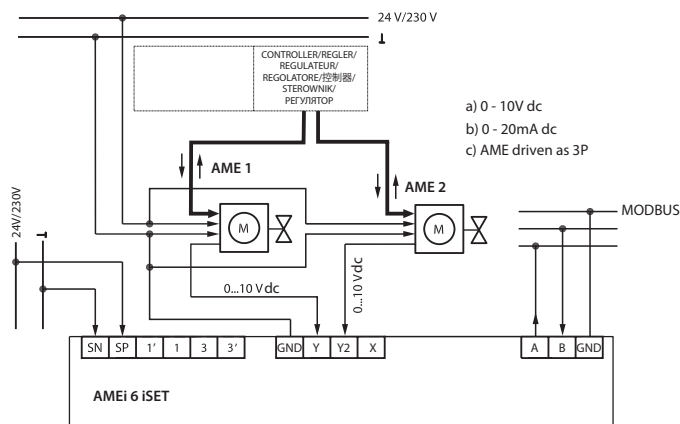 24 V/230 V
CONTROLLER/REGLER/
REGULATEUR/
REGOLATORE/控制器/
STEROWNIK/
РЕГУЛЯТОР
a) 0 - 10V dc
b) 0 - 20mA dc
c) AME driven as 3P
AME 1
AME 2
M
M
MODBUS
24V/230V
0...10 V dc
0...10 V dc
SN SP 1' 1 3 3' GND Y Y2 X A B GND
AMEi 6 iSET